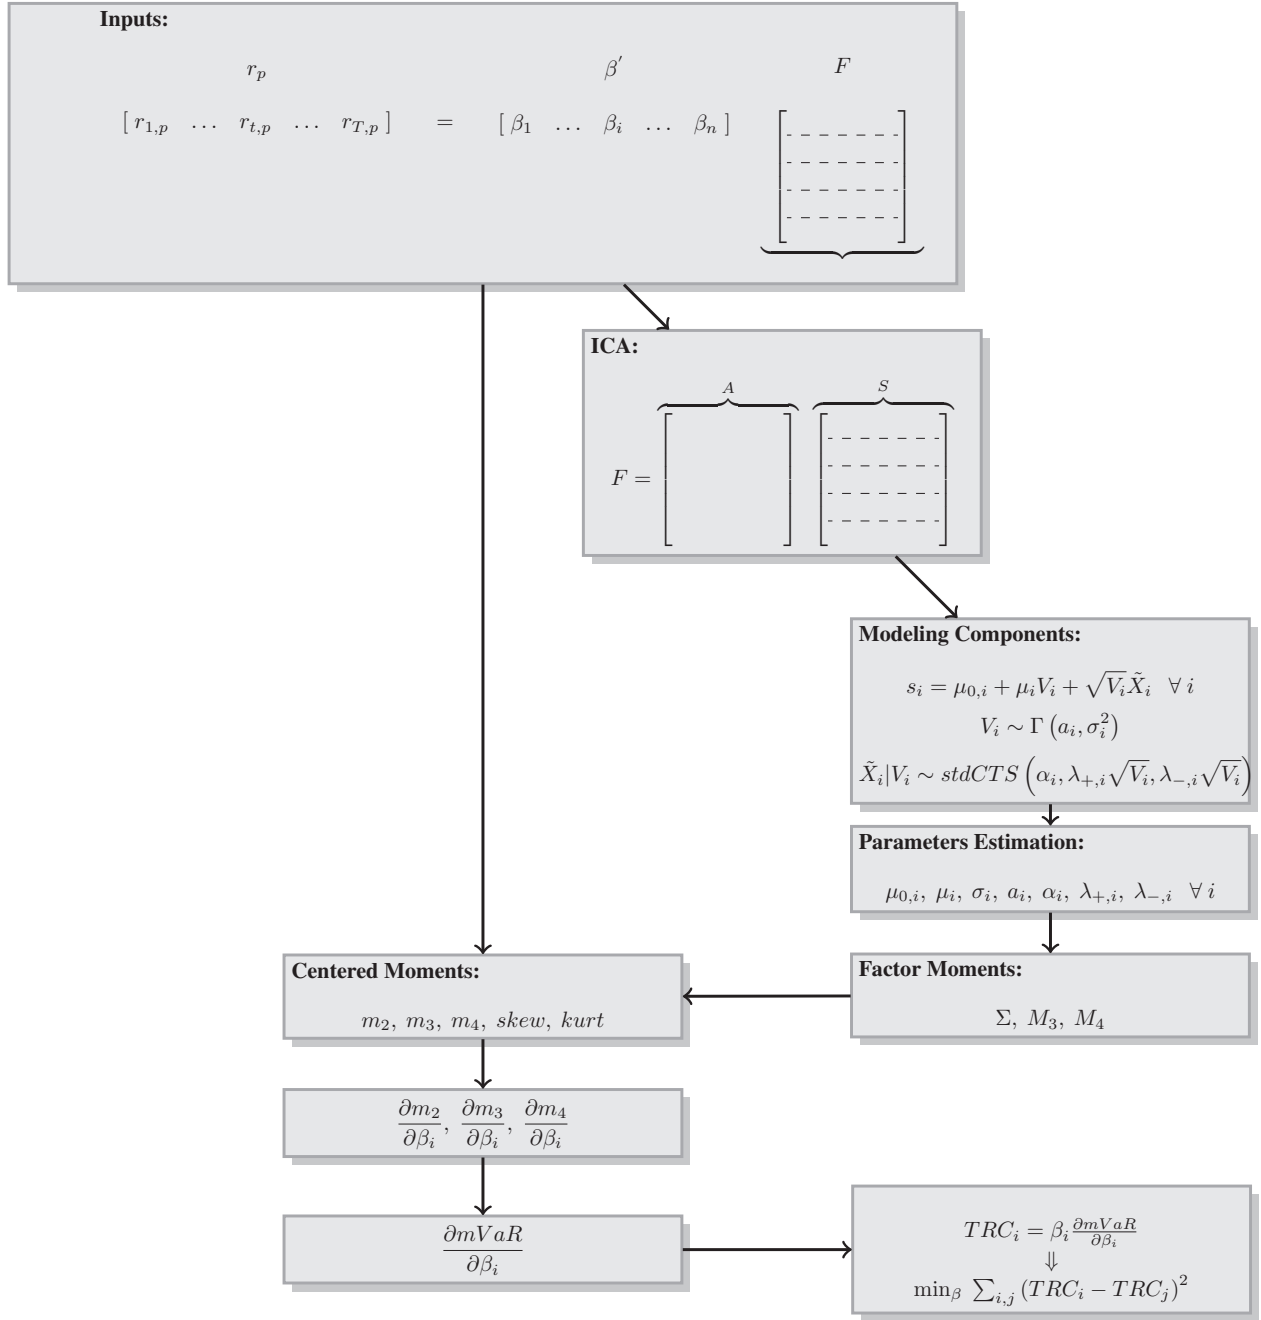 Inputs:
r_p β′ F
[ r_{1,p} … r_{t,p} … r_{T,p} ] = [ β_1 … β_i … β_n ]
ICA:
A S
F =
Modeling Components:
s_i = μ_{0,i} + μ_i V_i + √V_i X̃_i ∀ i
V_i ∼ Γ (a_i, σ_i^2)
X̃_i|V_i ∼ stdCTS (α_i, λ_{+,i}√V_i, λ_{−,i}√V_i)
Parameters Estimation:
μ_{0,i}, μ_i, σ_i, a_i, α_i, λ_{+,i}, λ_{−,i} ∀ i
Centered Moments:
m_2, m_3, m_4, skew, kurt
Factor Moments:
Σ, M_3, M_4
∂m_2/∂β_i, ∂m_3/∂β_i, ∂m_4/∂β_i
∂mVaR/∂β_i
TRC_i = β_i ∂mVaR/∂β_i
⇓
min_β ∑_{i,j} (TRC_i − TRC_j)^2